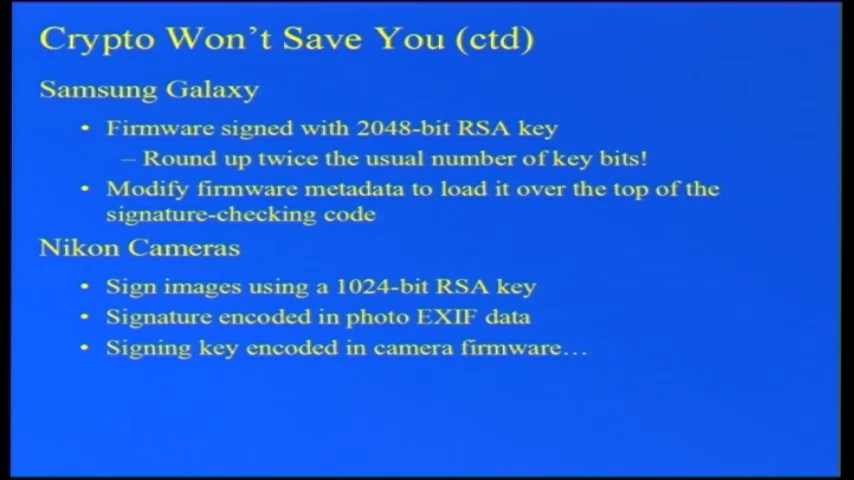 Crypto Won't Save You (ctd)
Samsung Galaxy
• Firmware signed with 2048-bit RSA key
– Round up twice the usual number of key bits!
• Modify firmware metadata to load it over the top of the
signature-checking code
Nikon Cameras
• Sign images using a 1024-bit RSA key
• Signature encoded in photo EXIF data
• Signing key encoded in camera firmware…